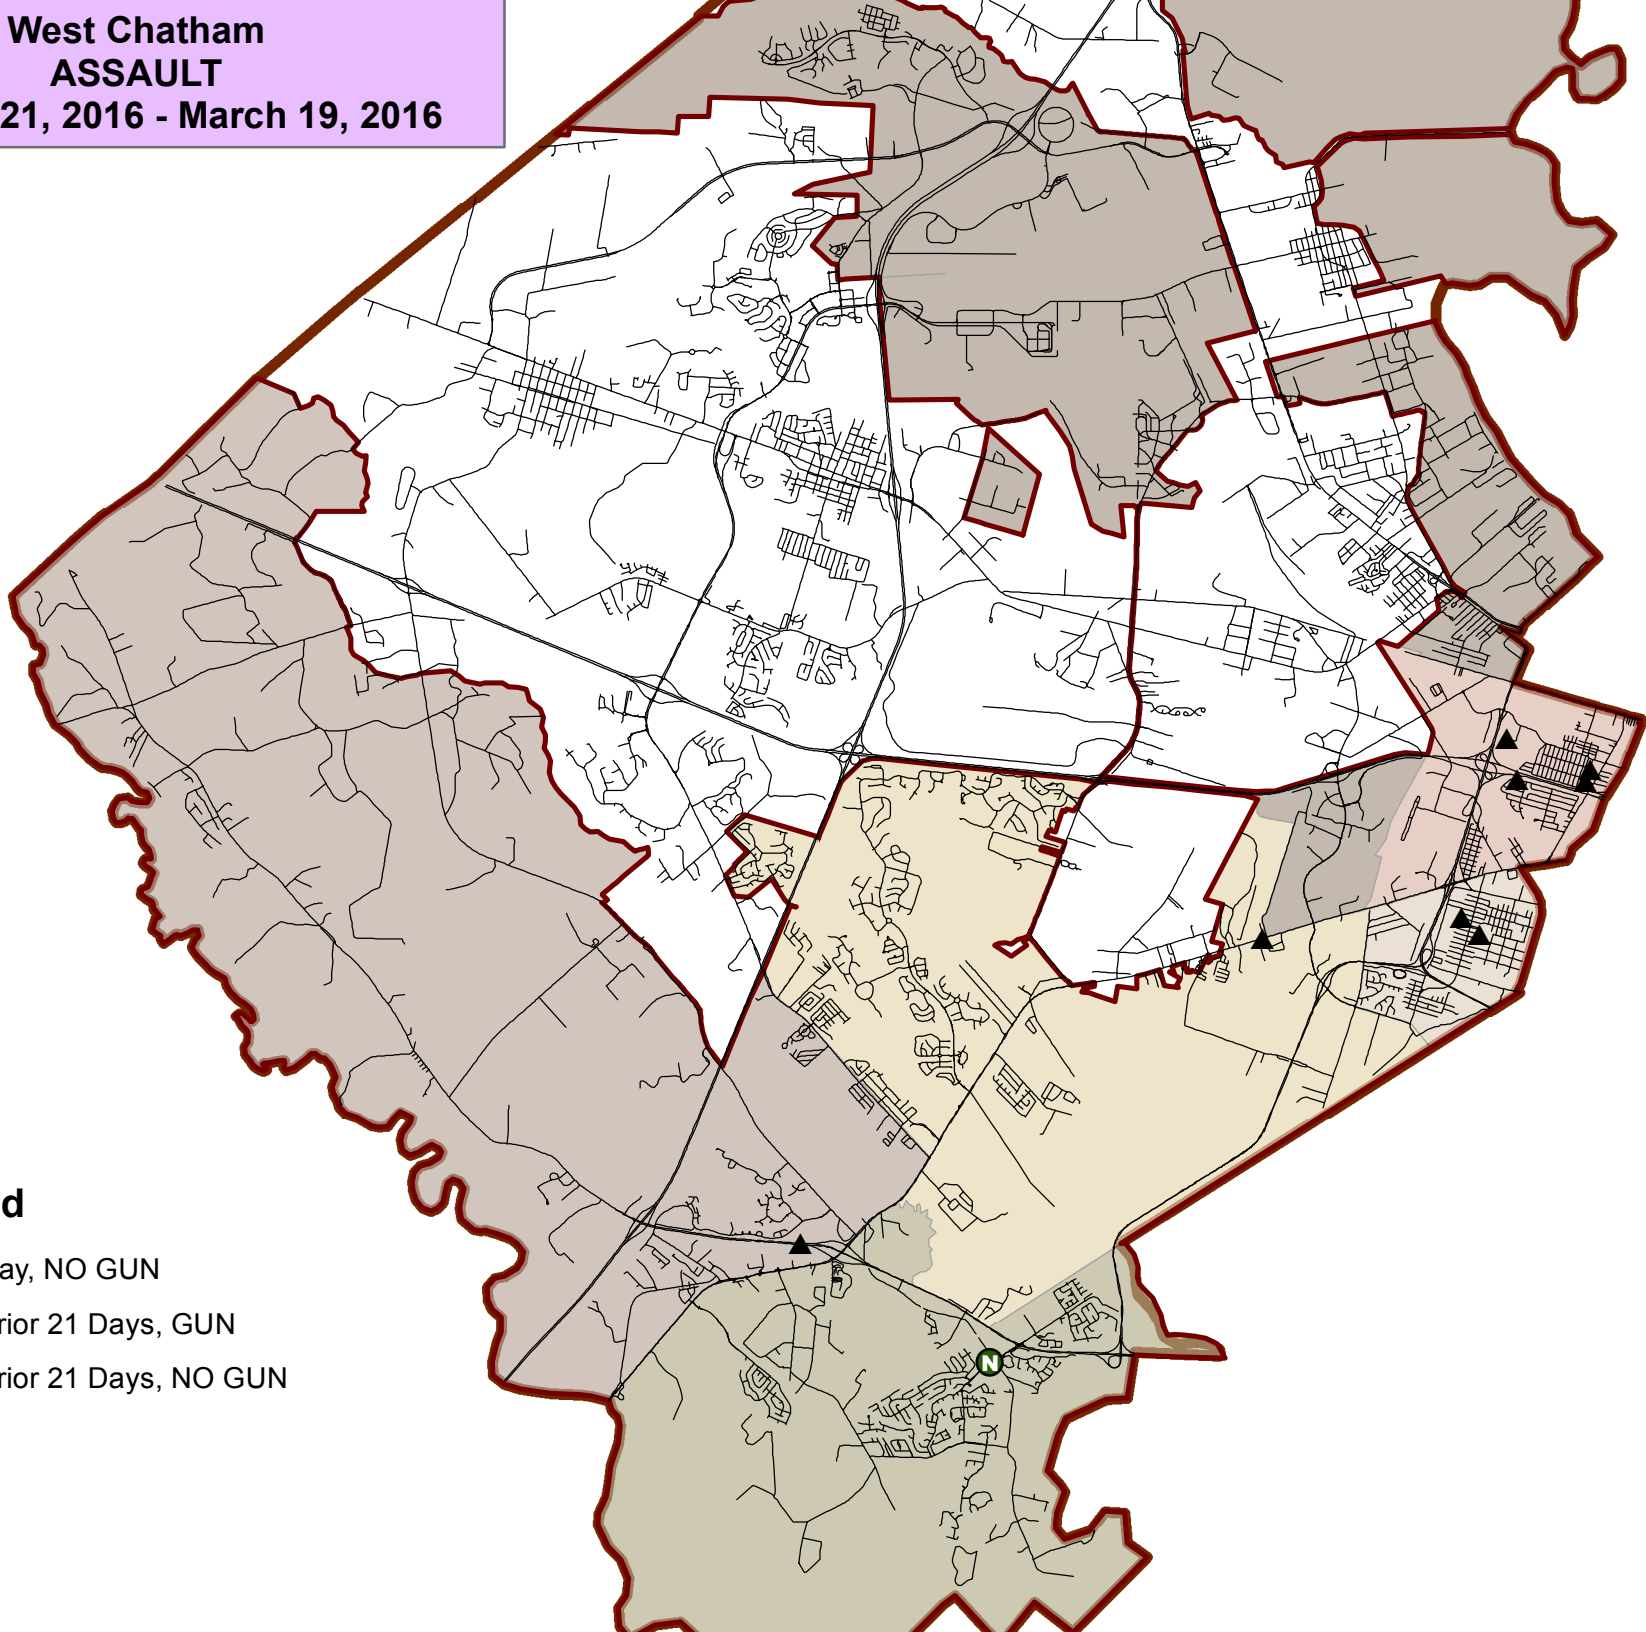 West Chatham
ASSAULT
21, 2016 - March 19, 2016
d
ay, NO GUN
rior 21 Days, GUN
rior 21 Days, NO GUN
N